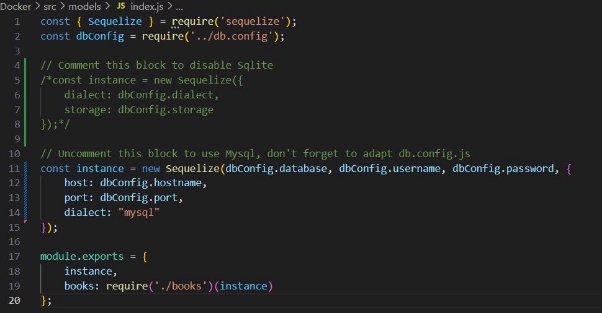 Docker > src > models > JS index.js > ...
1 const { Sequelize } = require('sequelize');
2 const dbConfig = require('../db.config');
3
4 // Comment this block to disable Sqlite
5 /*const instance = new Sequelize({
6     dialect: dbConfig.dialect,
7     storage: dbConfig.storage
8 });*/
9
10 // Uncomment this block to use Mysql, don't forget to adapt db.config.js
11 const instance = new Sequelize(dbConfig.database, dbConfig.username, dbConfig.password, {
12     host: dbConfig.hostname,
13     port: dbConfig.port,
14     dialect: "mysql"
15 });
16
17 module.exports = {
18     instance,
19     books: require('./books')(instance)
20 };